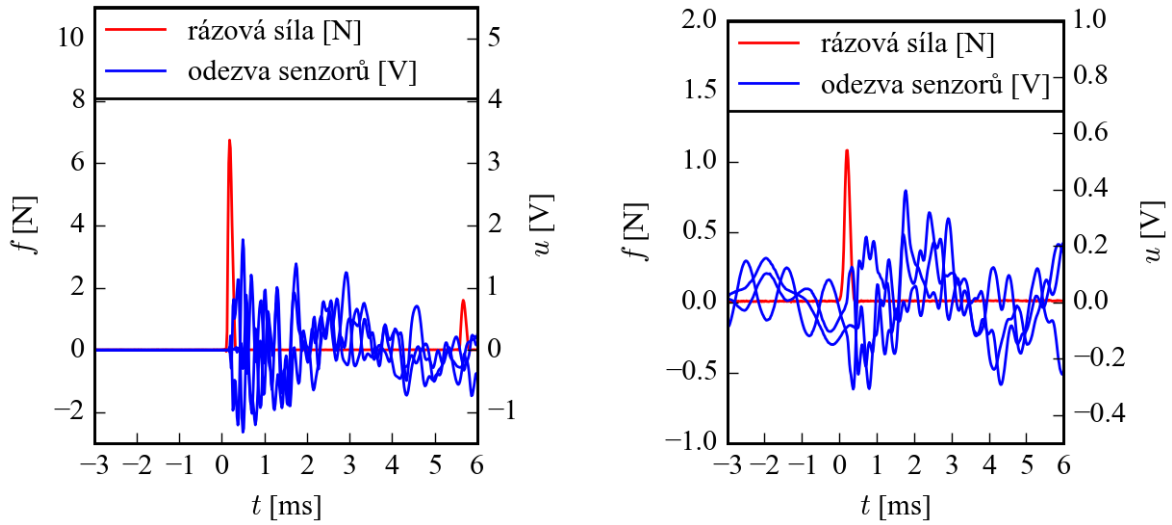 rázová síla [N]
odezva senzorů [V]
10
8
6
4
2
0
−2
f [N]
5
4
3
2
1
0
−1
u [V]
−3 −2 −1 0 1 2 3 4 5 6
t [ms]
rázová síla [N]
odezva senzorů [V]
2.0
1.5
1.0
0.5
0.0
−0.5
−1.0
f [N]
1.0
0.8
0.6
0.4
0.2
0.0
−0.2
−0.4
u [V]
−3 −2 −1 0 1 2 3 4 5 6
t [ms]